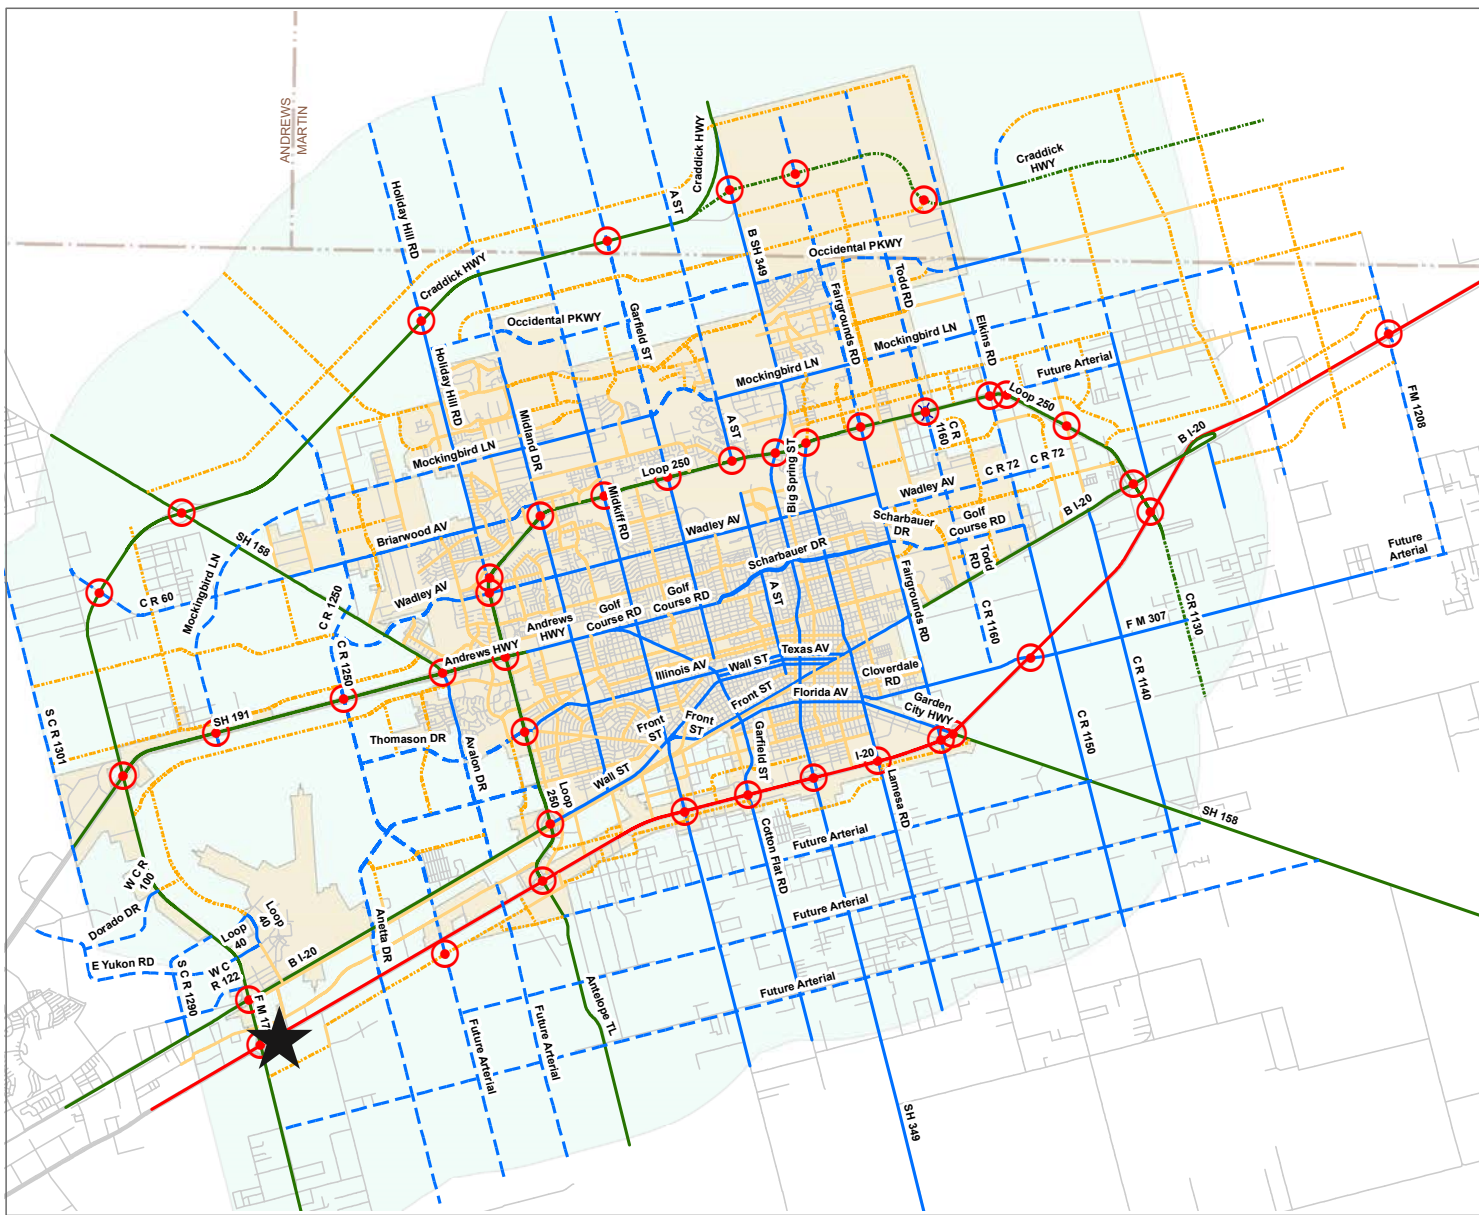 ANDREWS
MARTIN
Craddick HWY
Craddick
HWY
Holiday Hill RD
A ST
B SH 349
Occidental PKWY
Craddick HWY
Todd RD
Fairgrounds RD
Garfield ST
Occidental PKWY
Elkins RD
Mockingbird LN
Future Arterial
Holiday Hill RD
Mockingbird LN
Loop 250
FM 1208
Midland DR
A ST
C R
1160
B I-20
Mockingbird LN
Loop 250
Big Spring ST
C R 72
C R 72
Wadley AV
Midkiff RD
B I-20
Briarwood AV
Wadley AV
Scharbauer
DR
Golf
Course RD
SH 158
Scharbauer DR
Todd
RD
Future
Arterial
Mockingbird LN
C R 60
C R 1250
Wadley AV
Golf
Course RD
A ST
Fairgrounds RD
CR 1130
Andrews
HWY
Golf
Course RD
C R 1160
F M 307
C R 1250
Andrews HWY
Illinois AV
Wall ST
Texas AV
Cloverdale
RD
C R 1140
Front ST
Florida AV
Garden
City HWY
S C R 1301
SH 191
Front
ST
Front
ST
C R 1150
Thomason DR
Avalon DR
Garfield ST
I-20
Wall ST
Loop
250
Lamesa RD
SH 158
Future Arterial
Cotton Flat RD
W C R
100
Future Arterial
Dorado DR
Loop
40
Loop
40
Anetta DR
E Yukon RD
B I-20
W C
R 122
S C R 1290
Future Arterial
F M 17
Antelope TL
Future Arterial
Future Arterial
SH 349